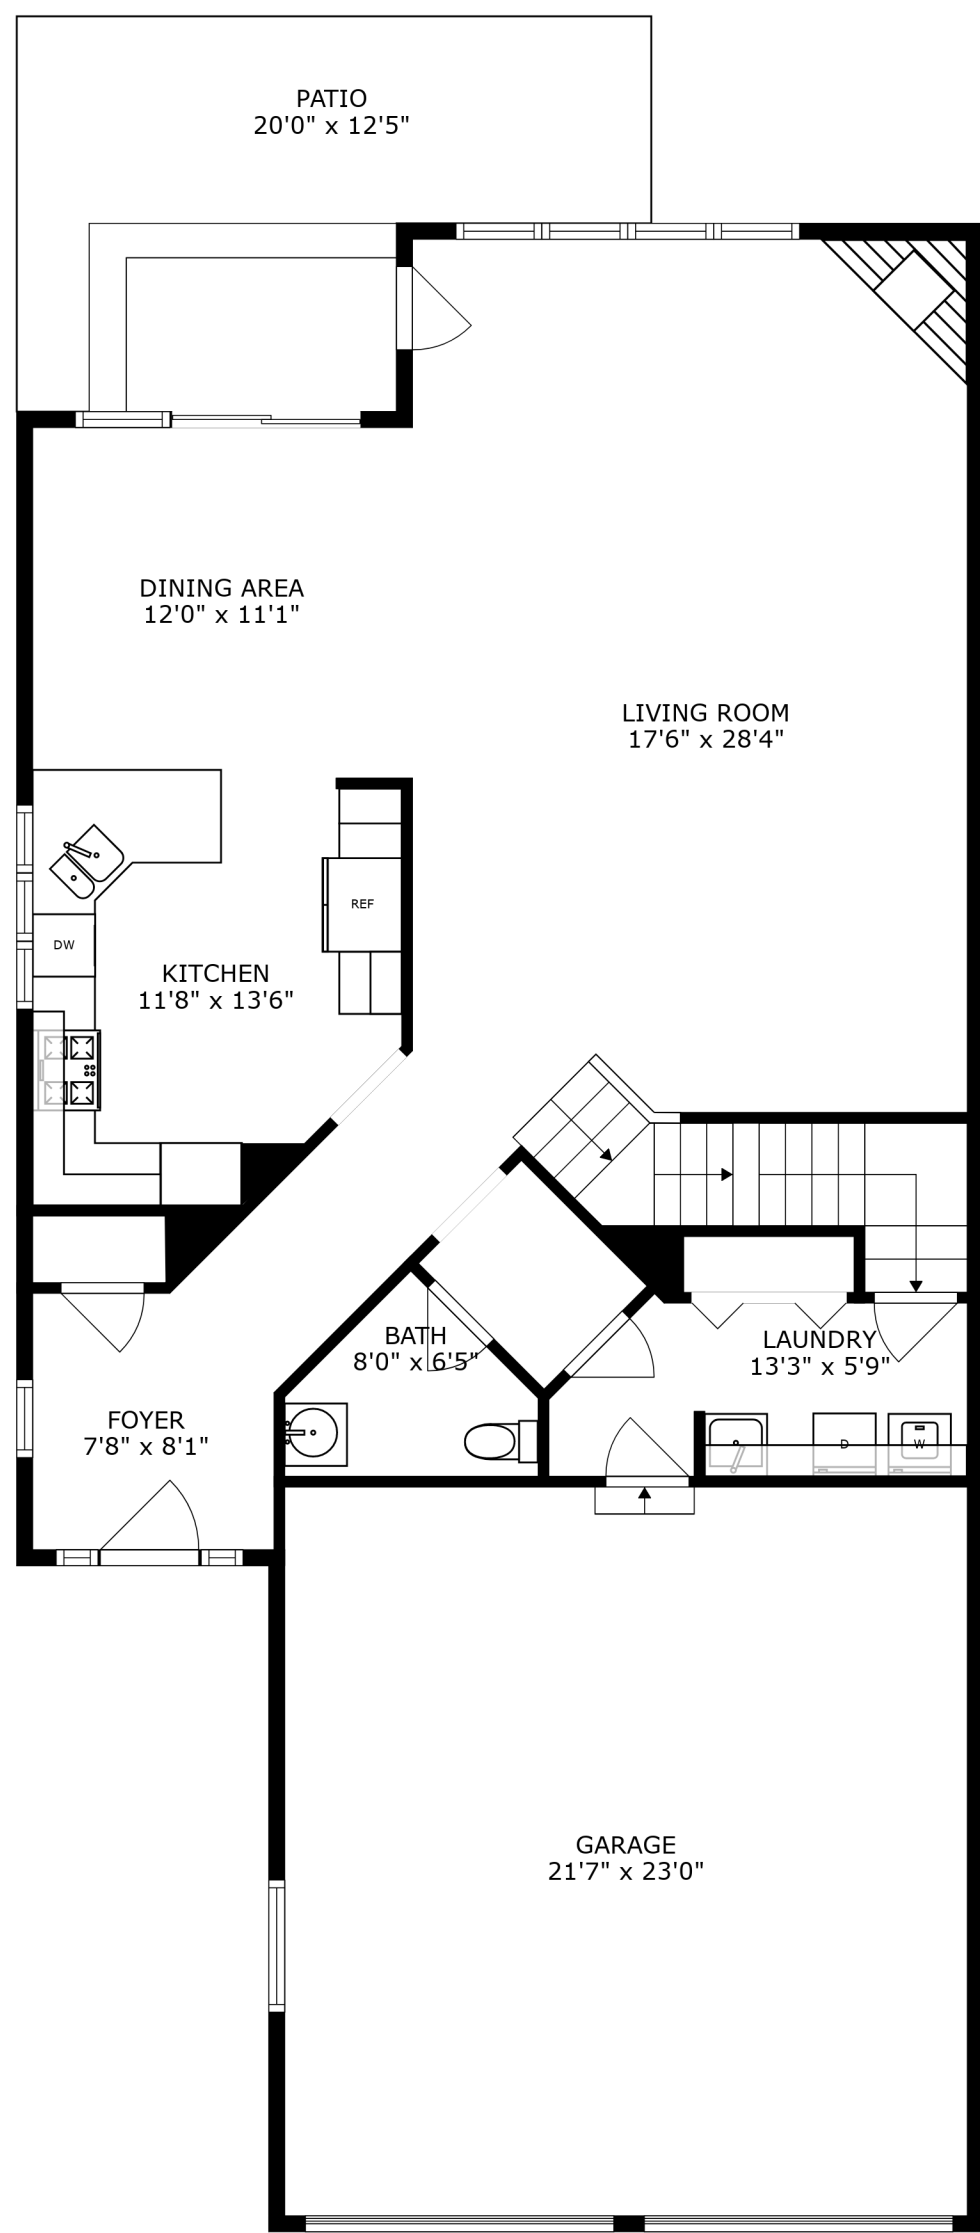 PATIO
20'0" x 12'5"
DINING AREA
12'0" x 11'1"
LIVING ROOM
17'6" x 28'4"
REF
DW
KITCHEN
11'8" x 13'6"
BATH
8'0" x 6'5"
LAUNDRY
13'3" x 5'9"
FOYER
7'8" x 8'1"
D
W
GARAGE
21'7" x 23'0"